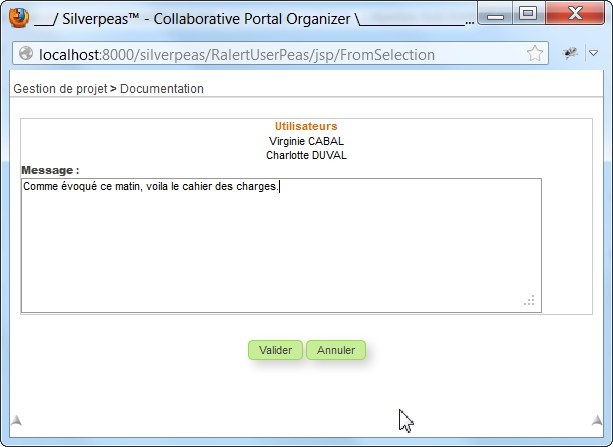 ___/ Silverpeas™ - Collaborative Portal Organizer \____________________...
localhost:8000/silverpeas/RalertUserPeas/jsp/FromSelection
Gestion de projet > Documentation
Utilisateurs
Virginie CABAL
Charlotte DUVAL
Message :
Comme évoqué ce matin, voila le cahier des charges.
Valider Annuler